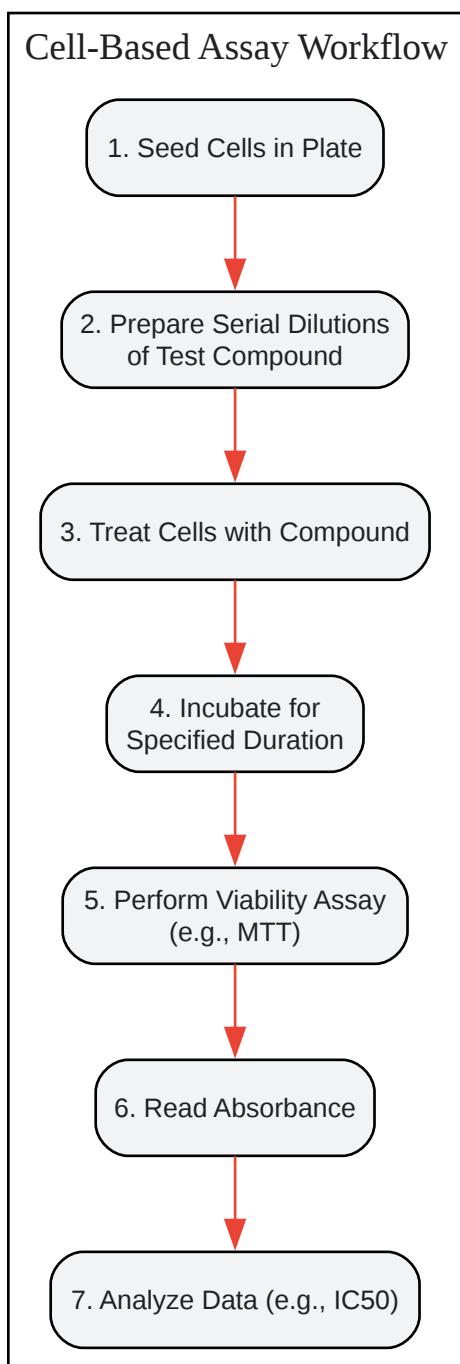 Cell-Based Assay Workflow
1. Seed Cells in Plate
2. Prepare Serial Dilutions
of Test Compound
3. Treat Cells with Compound
4. Incubate for
Specified Duration
5. Perform Viability Assay
(e.g., MTT)
6. Read Absorbance
7. Analyze Data (e.g., IC50)